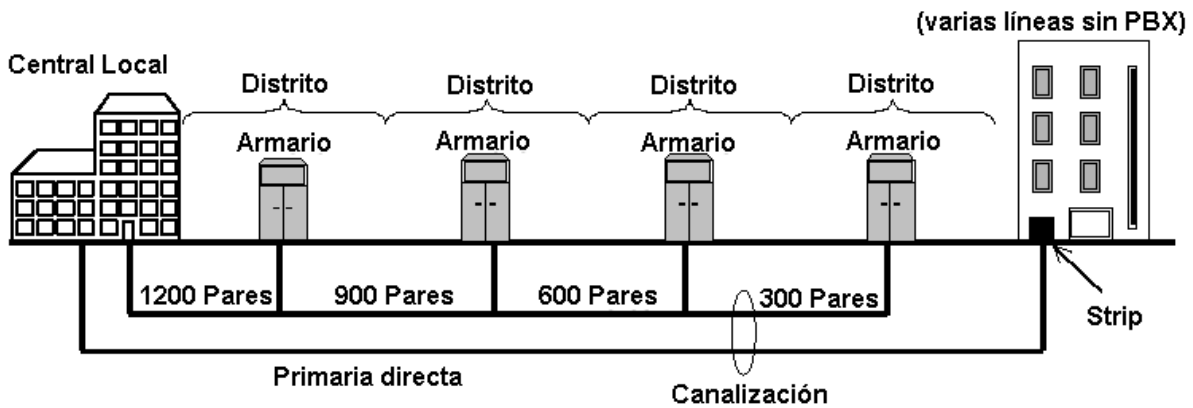 (varias líneas sin PBX)
Central Local
Distrito
Distrito
Distrito
Distrito
Armario
Armario
Armario
Armario
1200 Pares
900 Pares
600 Pares
300 Pares
Strip
Primaria directa
Canalización